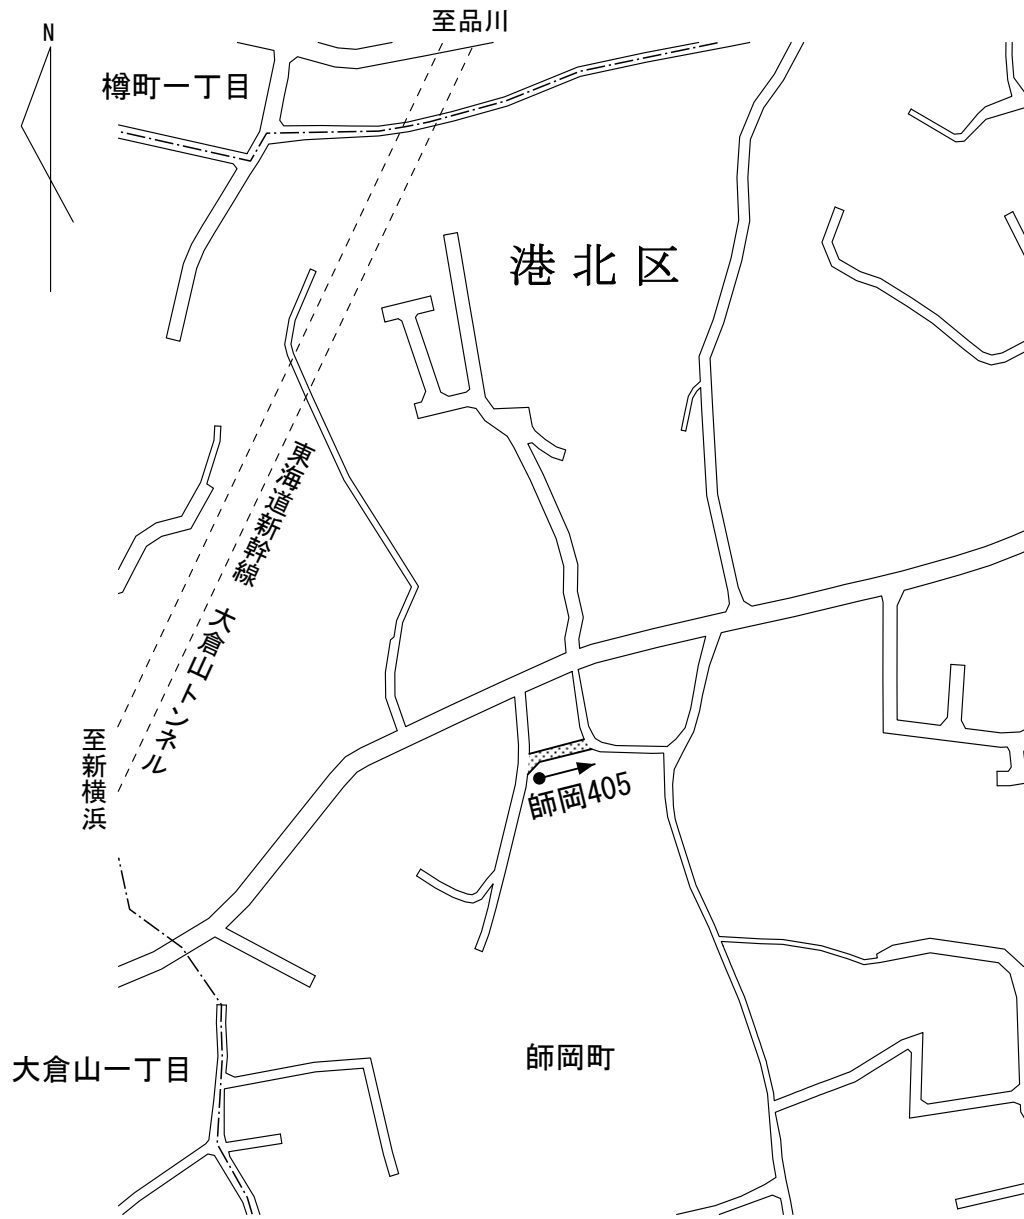 至品川
N
樽町一丁目
港北区
東海道新幹線 大倉山トンネル
至新横浜
師岡405
師岡町
大倉山一丁目